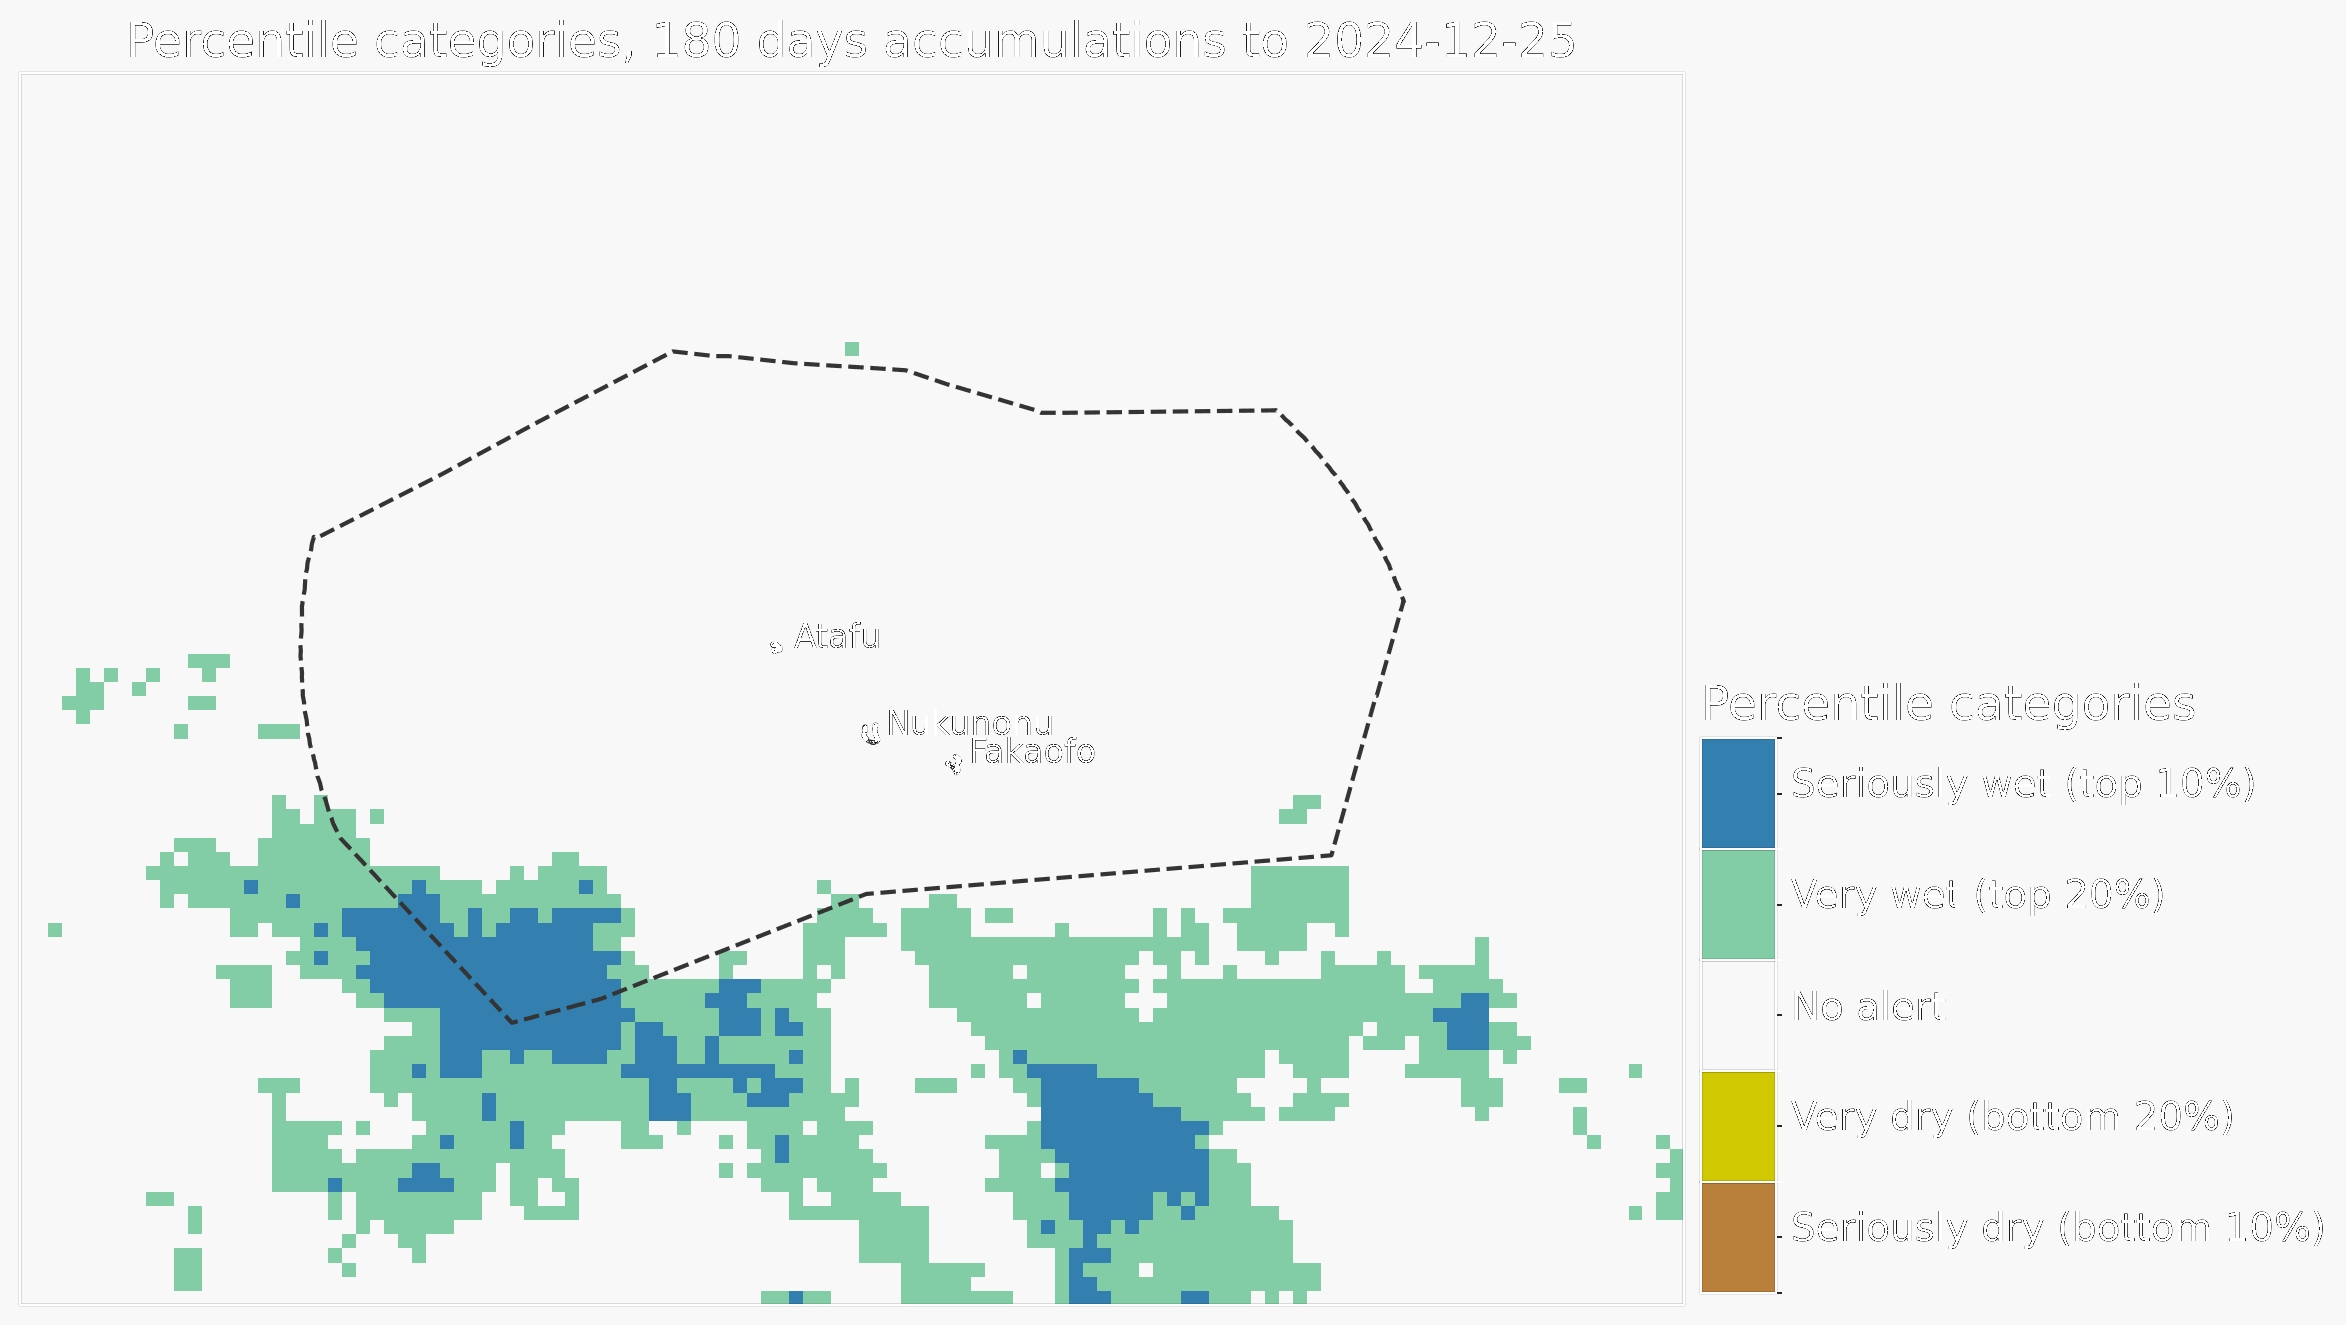 Percentile categories, 180 days accumulations to 2024-12-25
Atafu
Nukunonu
Fakaofo
Percentile categories
Seriously wet (top 10%)
Very wet (top 20%)
No alert
Very dry (bottom 20%)
Seriously dry (bottom 10%)